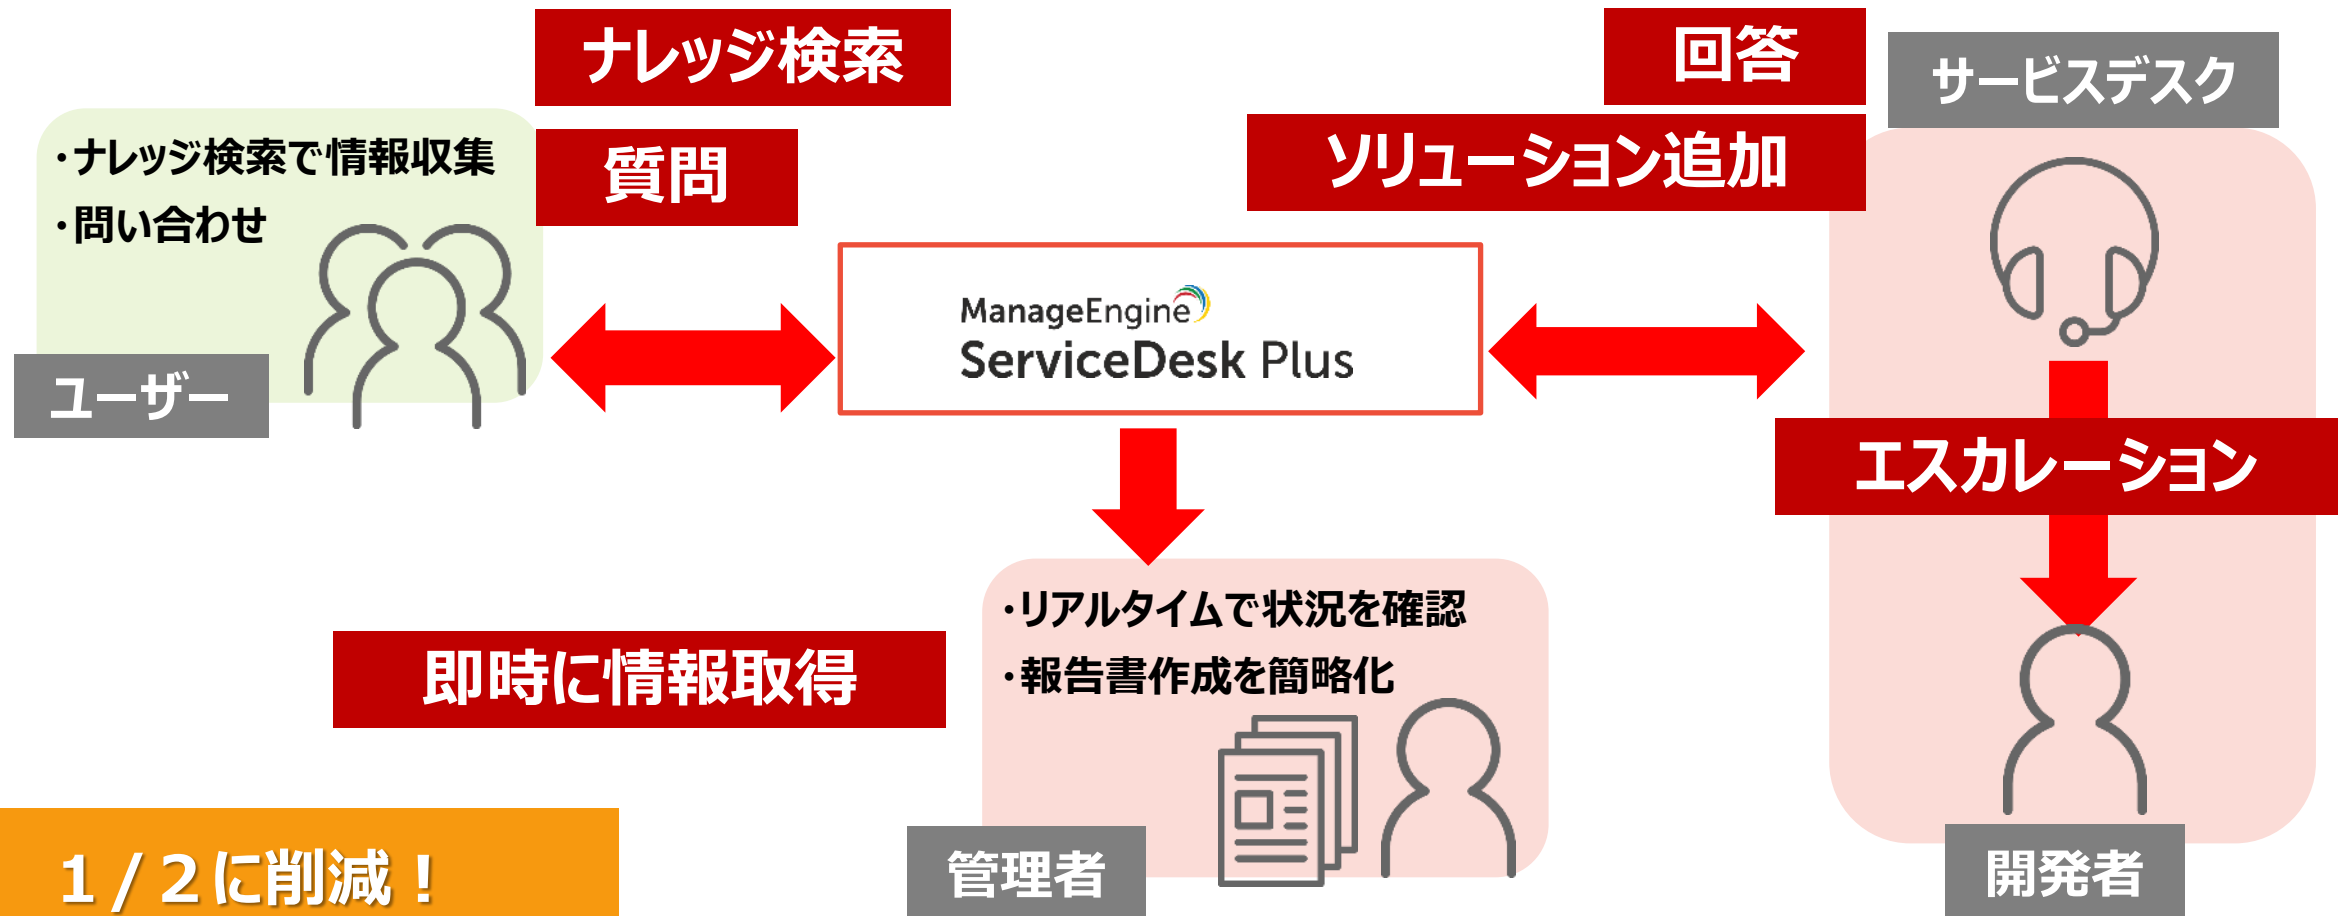 ナレッジ検索
質問
回答
ソリューション追加
サービスデスク
・ナレッジ検索で情報収集
・問い合わせ
ユーザー
ManageEngine
ServiceDesk Plus
エスカレーション
即時に情報取得
・リアルタイムで状況を確認
・報告書作成を簡略化
管理者
開発者
１/２に削減！